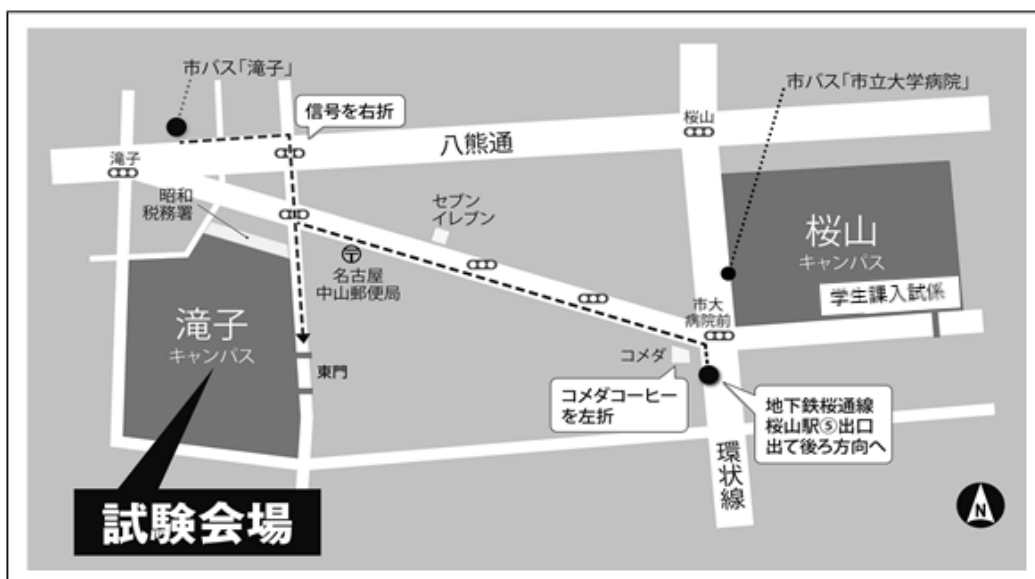 市バス「滝子」
信号を右折
市バス「市立大学病院」
桜山
八熊通
滝子
昭和
税務署
セブン
イレブン
桜山
キャンパス
学生課入試係
〒
名古屋
中山郵便局
滝子
キャンパス
市大
病院前
コメダ
東門
コメダコーヒー
を左折
地下鉄桜通線
桜山駅⑤出口
出て後ろ方向へ
環状線
試験会場
N